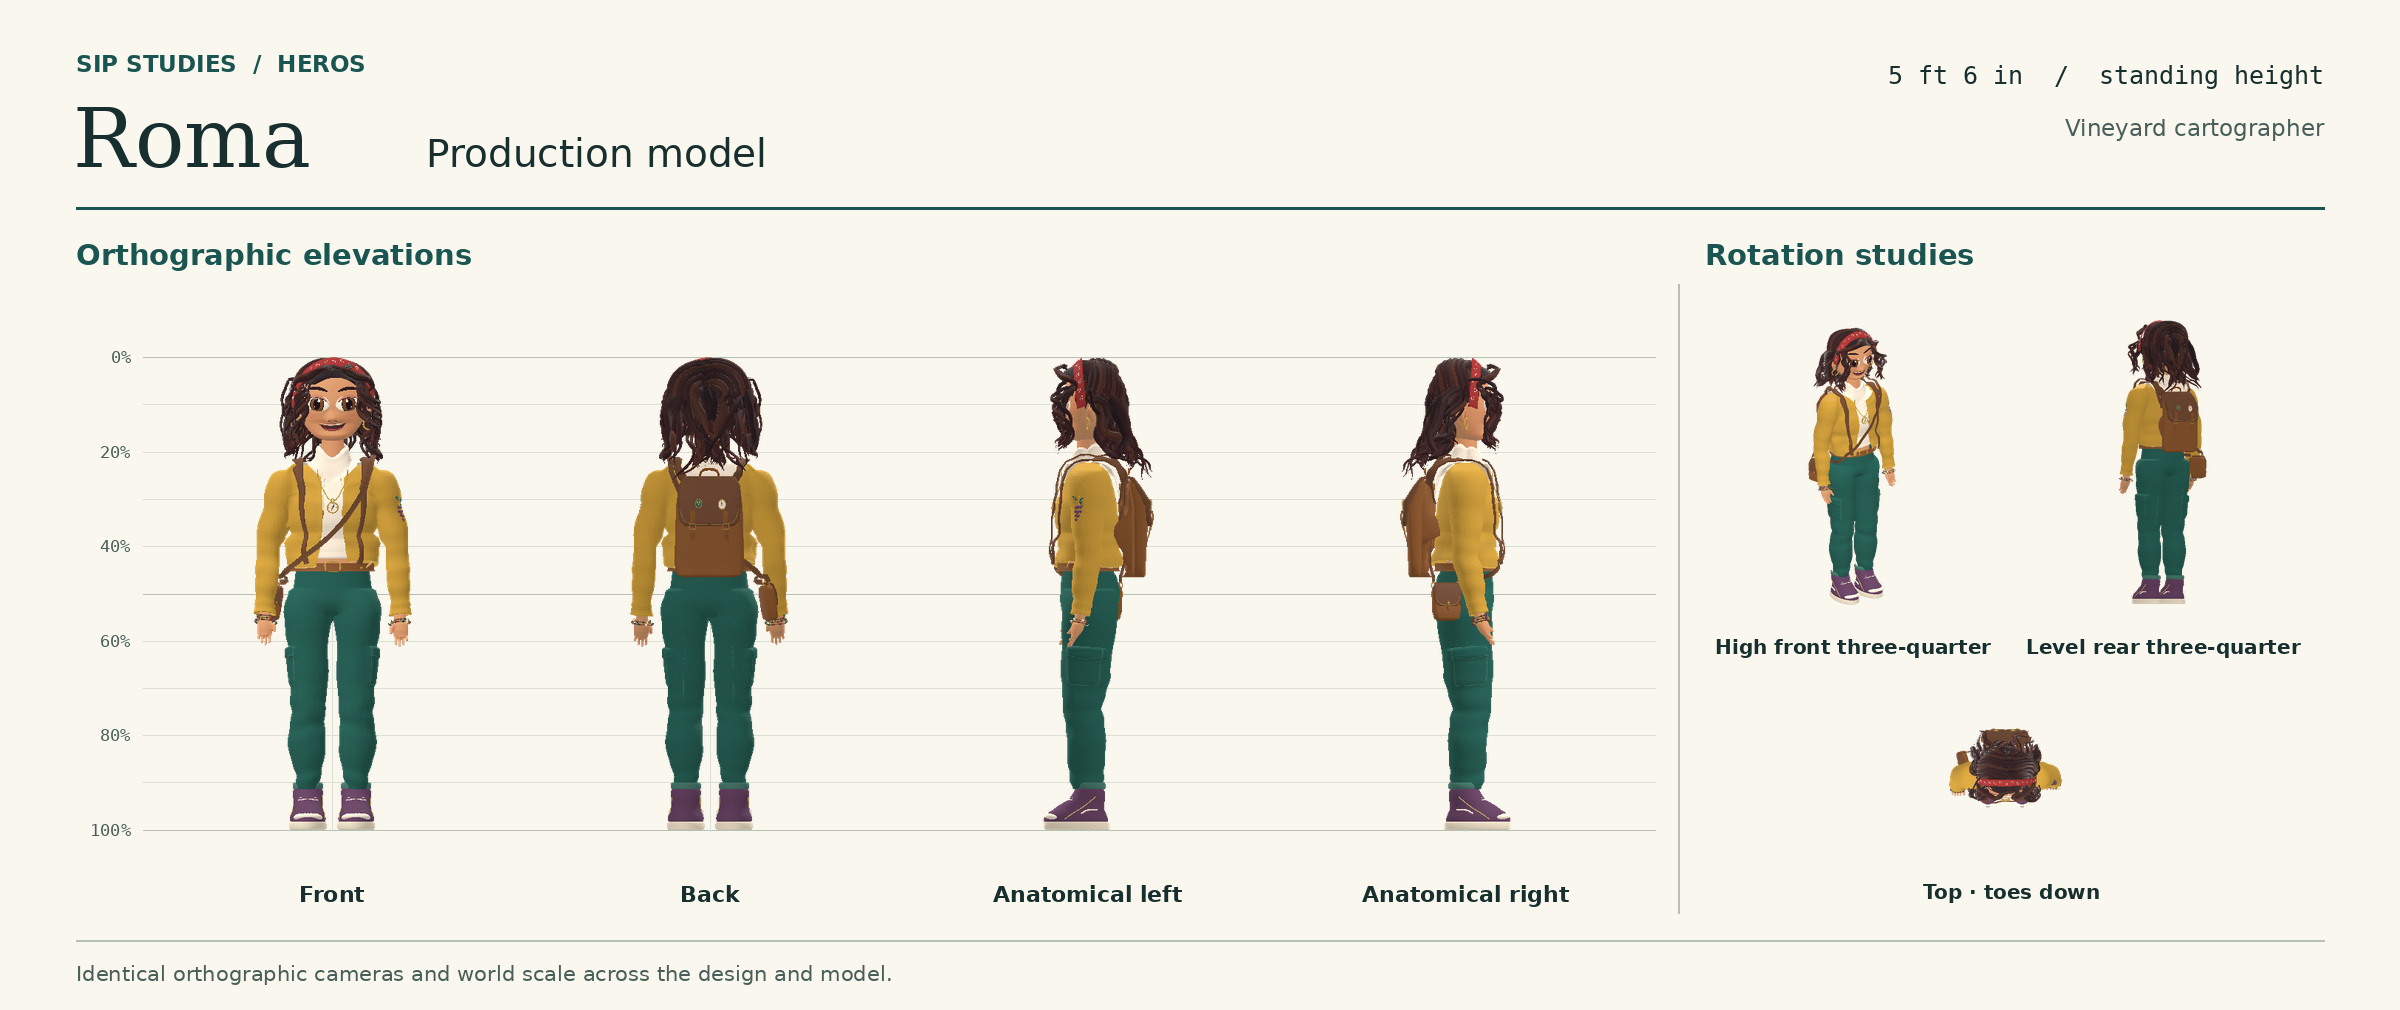 SIP STUDIES / HEROS
Roma
Production model
5 ft 6 in / standing height
Vineyard cartographer
Orthographic elevations
Rotation studies
0%
20%
40%
60%
80%
100%
Front
Back
Anatomical left
Anatomical right
High front three-quarter
Level rear three-quarter
Top · toes down
Identical orthographic cameras and world scale across the design and model.